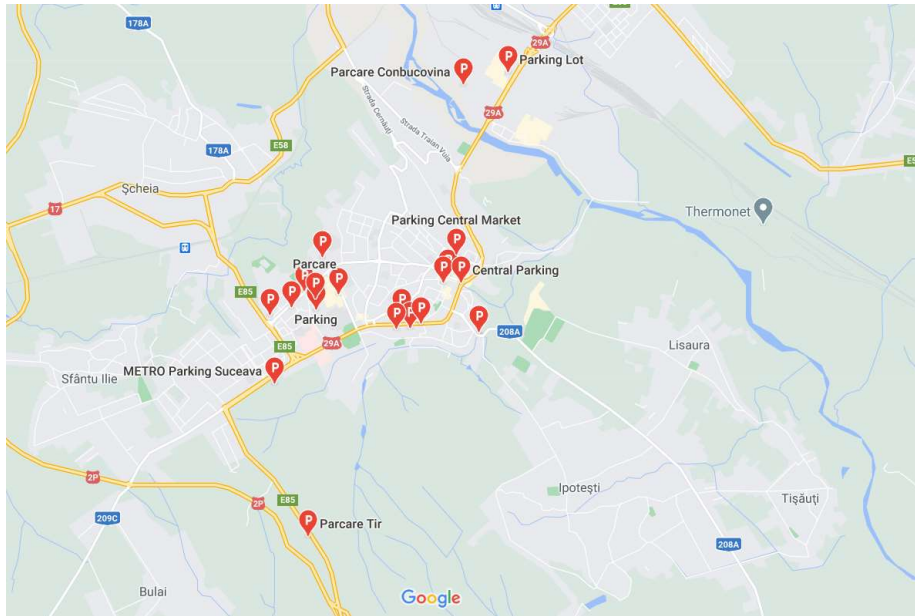 178A
29A
Parking Lot
Parcare Conbucovina
Strada Cernăuți
29A
Strada Traian Vuia
E58
178A
Șcheia
17
Thermonet
Parking Central Market
Parcare
Central Parking
E85
Parking
208A
29A
E85
Lisaura
METRO Parking Suceava
Sfântu Ilie
2P
Ipotești
Tișăuți
E85
2P
209C
Parcare Tir
208A
Bulai
Google